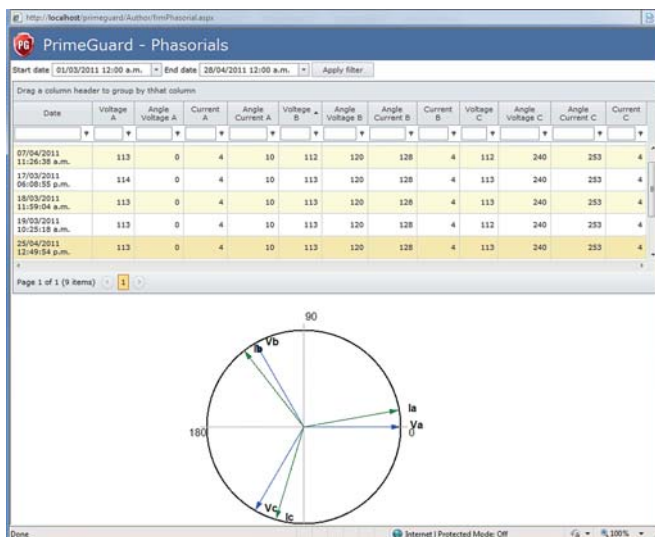 http://localhost/primeguard/Author/frmPhasorial.aspx
PG PrimeGuard - Phasorials
Start date 01/03/2011 12:00 a.m. End date 28/04/2011 12:00 a.m. Apply filter
Drag a column header to group by thhat column
Date Voltage A Angle Voltage A Current A Angle Current A Voltage B Angle Voltage B Angle Current B Current B Voltage C Angle Voltage C Angle Current C Current C
07/04/2011 11:26:38 a.m. 113 0 4 10 112 120 128 4 112 240 253 4
17/03/2011 06:08:55 p.m. 114 0 4 10 113 120 128 4 113 240 253 4
18/03/2011 11:59:04 a.m. 113 0 4 10 113 120 128 4 113 240 253 4
19/03/2011 10:25:18 a.m. 113 0 4 10 113 120 128 4 112 240 253 4
25/04/2011 12:49:54 p.m. 113 0 4 10 113 120 128 4 113 240 253 4
Page 1 of 1 (9 items) 1
90
Ib Vb
Ia
Va
180 0
Vc Ic
Done Internet | Protected Mode: Off 100%